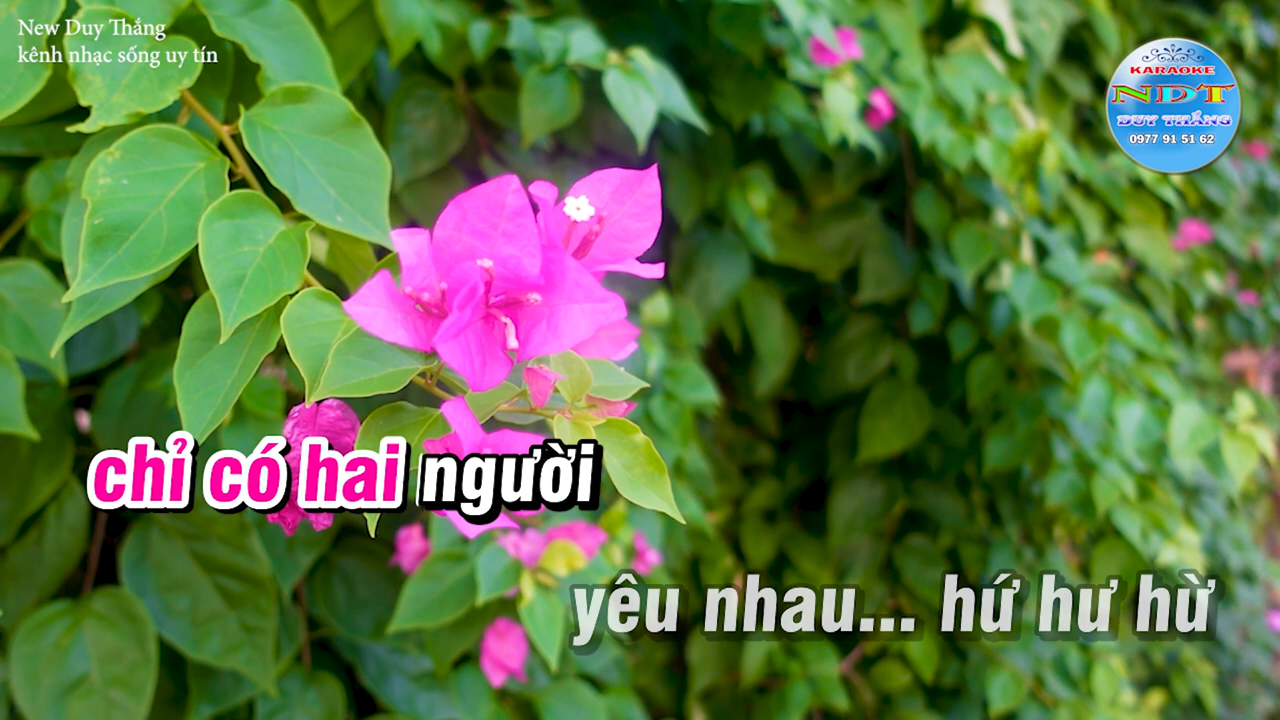 New Duy Thắng
kênh nhạc sống uy tín
KARAOKE
NDT
DUY THẮNG
0977 91 51 62
chỉ có hai người
yêu nhau... hứ hư hừ